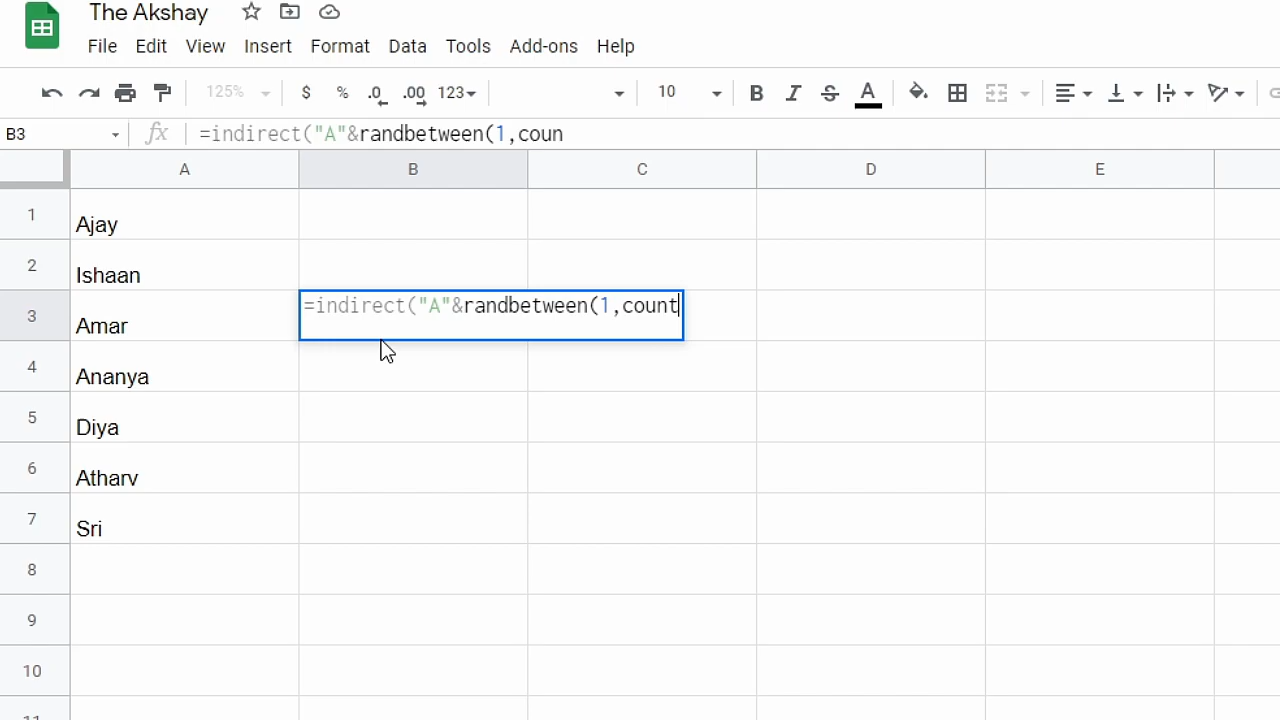 The Akshay
File Edit View Insert Format Data Tools Add-ons Help
125% $ % .0 .00 123 10 B I S A
B3 fx =indirect("A"&randbetween(1,coun
A B C D E
1 Ajay
2 Ishaan
3 Amar =indirect("A"&randbetween(1,count
4 Ananya
5 Diya
6 Atharv
7 Sri
8
9
10
11